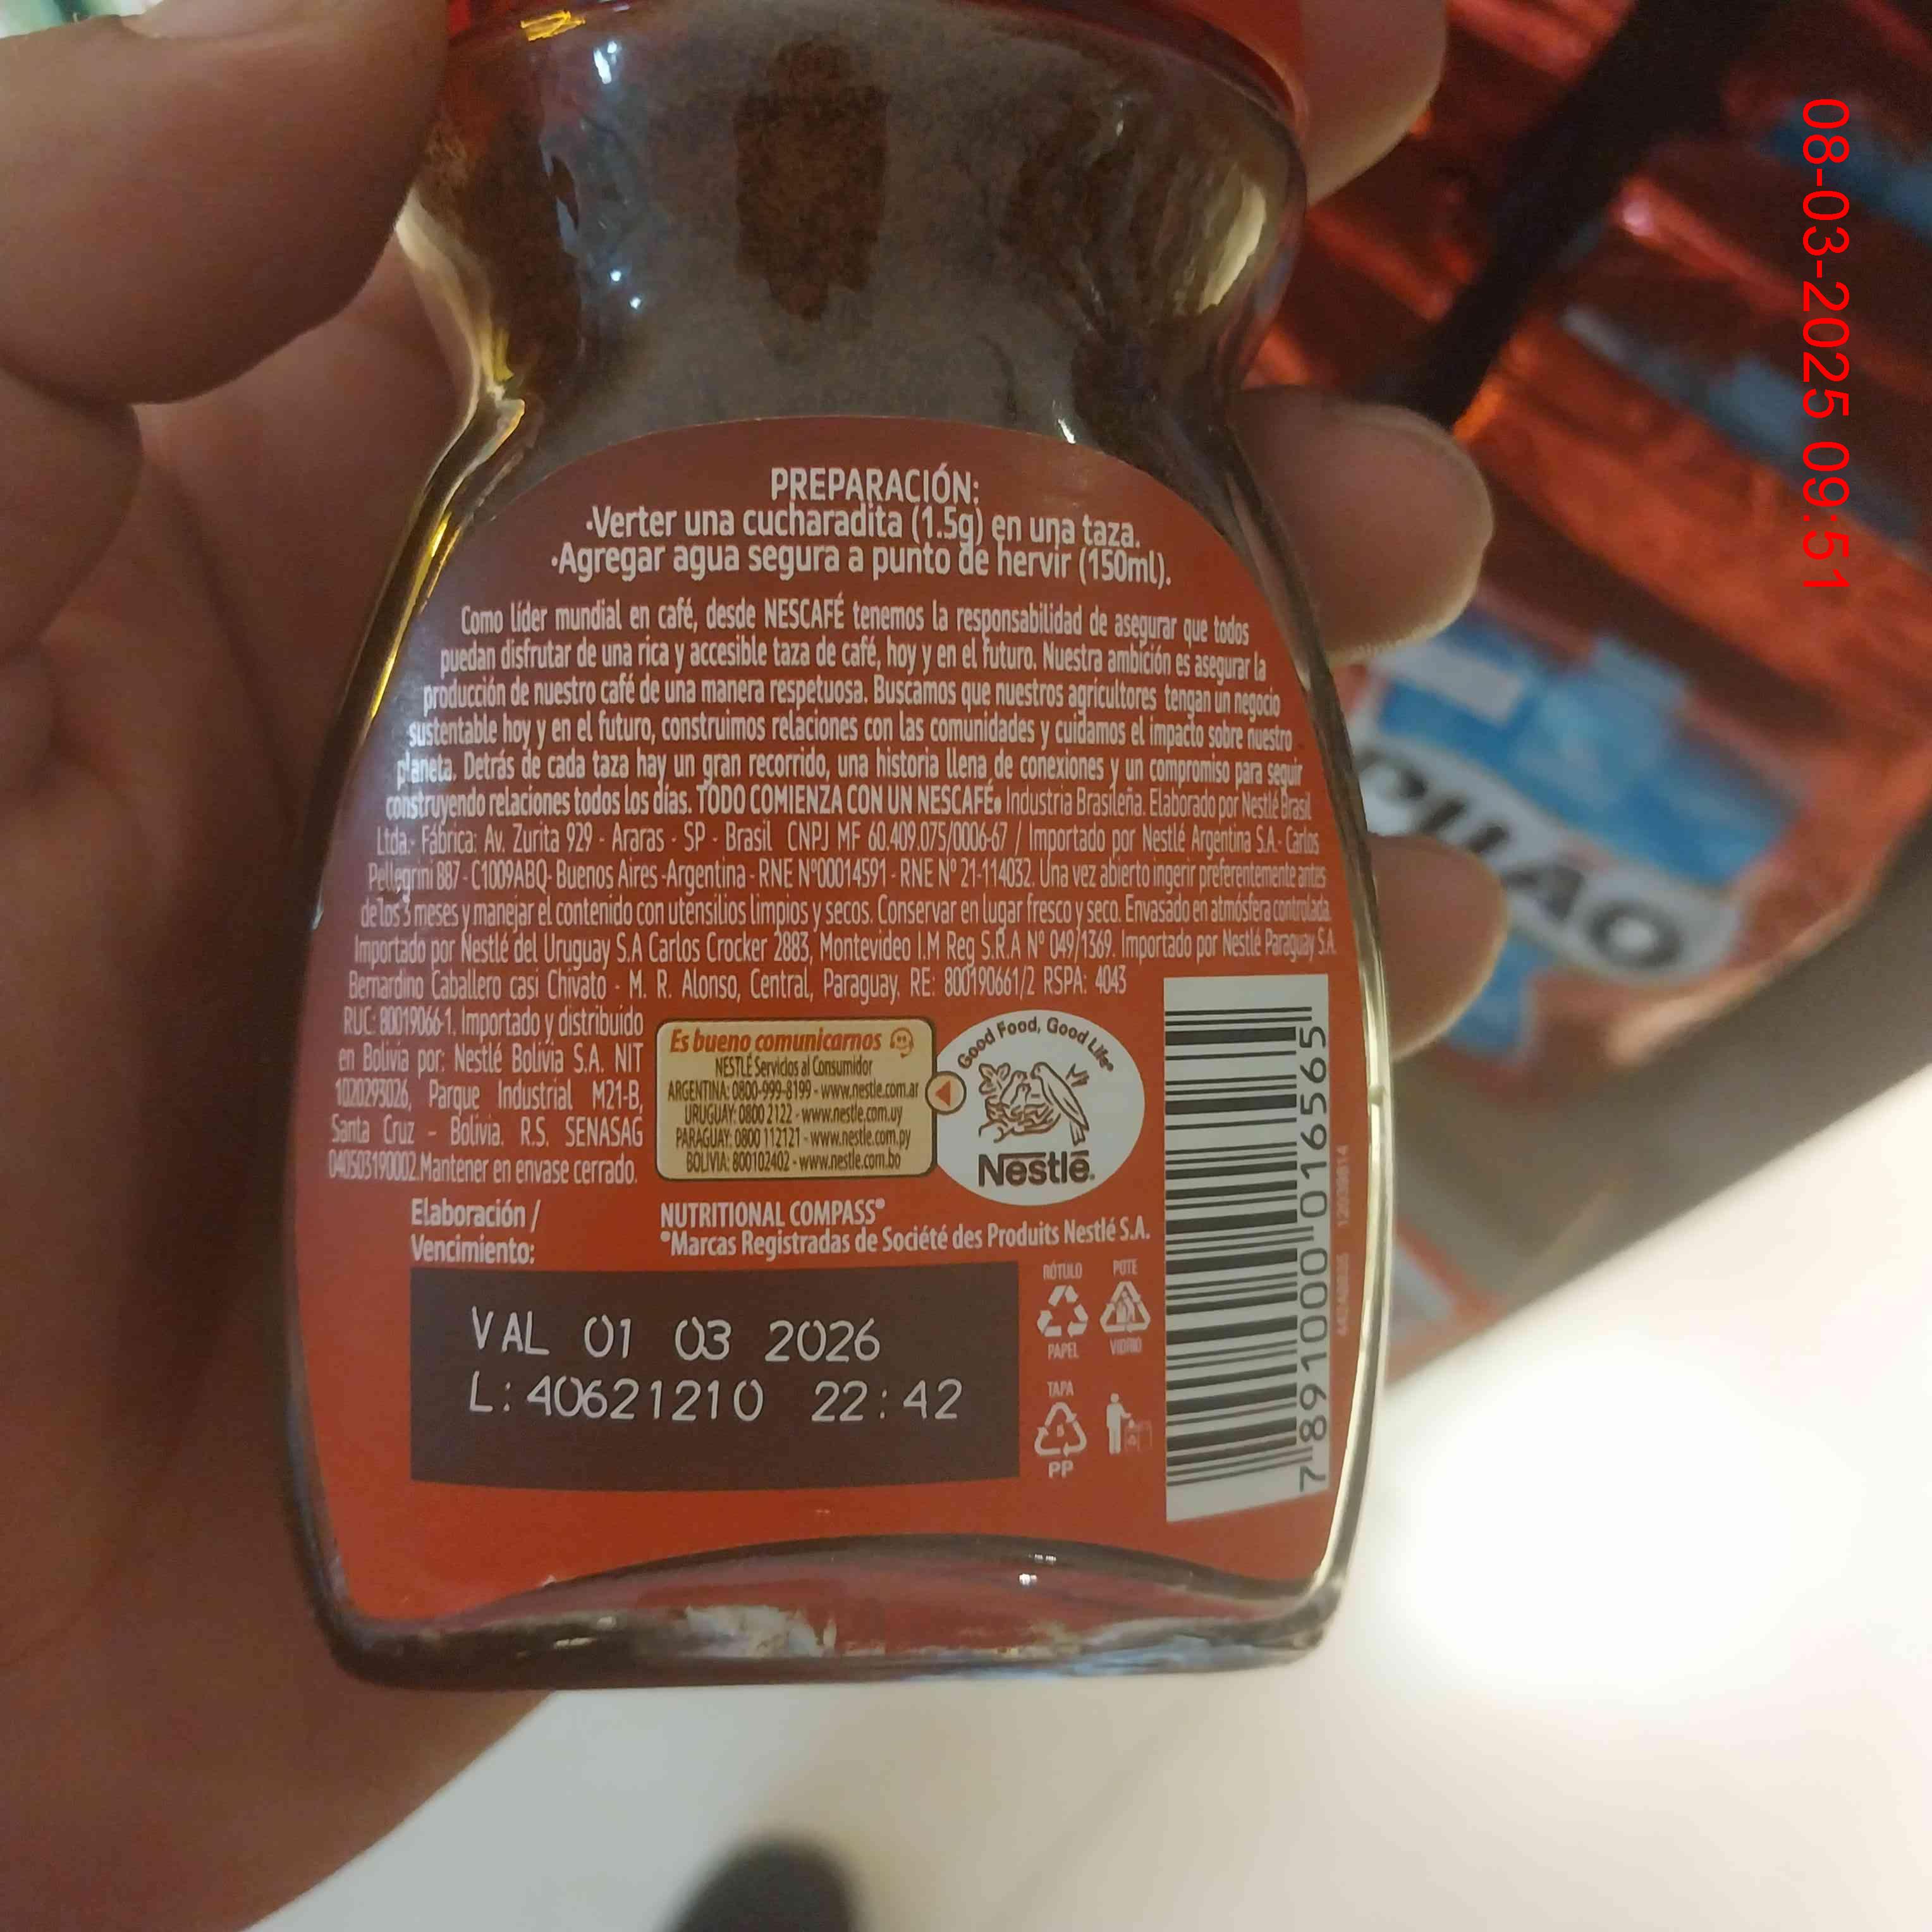 PREPARACIÓN:
·Verter una cucharadita (1.5g) en una taza.
·Agregar agua segura a punto de hervir (150ml).
Como líder mundial en café, desde NESCAFÉ tenemos la responsabilidad de asegurar que todos
puedan disfrutar de una rica y accesible taza de café, hoy y en el futuro. Nuestra ambición es asegurar la
producción de nuestro café de una manera respetuosa. Buscamos que nuestros agricultores tengan un negocio
sustentable hoy y en el futuro, construimos relaciones con las comunidades y cuidamos el impacto sobre nuestro
planeta. Detrás de cada taza hay un gran recorrido, una historia llena de conexiones y un compromiso para seguir
construyendo relaciones todos los días. TODO COMIENZA CON UN NESCAFÉ. Industria Brasileña. Elaborado por Nestlé Brasil
Ltda.- Fábrica: Av. Zurita 929 - Araras - SP - Brasil CNPJ MF 60.409.075/0006-67 / Importado por Nestlé Argentina S.A.- Carlos
Pellegrini 887 - C1009ABQ- Buenos Aires -Argentina - RNE Nº00014591 - RNE Nº 21-114032. Una vez abierto ingerir preferentemente antes
de los 3 meses y manejar el contenido con utensilios limpios y secos. Conservar en lugar fresco y seco. Envasado en atmósfera controlada.
Importado por Nestlé del Uruguay S.A Carlos Crocker 2883, Montevideo I.M Reg S.R.A Nº 049/1369. Importado por Nestlé Paraguay S.A.
Bernardino Caballero casi Chivato - M. R. Alonso, Central, Paraguay. RE: 800190661/2 RSPA: 4043
RUC: 80019066-1. Importado y distribuido
en Bolivia por: Nestlé Bolivia S.A. NIT
1020293026, Parque Industrial M21-B,
Santa Cruz - Bolivia. R.S. SENASAG
040503190002. Mantener en envase cerrado.
Es bueno comunicarnos
NESTLÉ Servicios al Consumidor
ARGENTINA: 0800-999-8199 - www.nestle.com.ar
URUGUAY: 0800 2122 - www.nestle.com.uy
PARAGUAY: 0800 112121 - www.nestle.com.py
BOLIVIA: 800102402 - www.nestle.com.bo
Good Food, Good Life®
Nestlé®
Elaboración /
Vencimiento:
NUTRITIONAL COMPASS®
®Marcas Registradas de Société des Produits Nestlé S.A.
VAL 01 03 2026
L: 40621210 22:42
RÓTULO
PAPEL
POTE
VIDRIO
TAPA
5
PP
7891000016565
08-03-2025 09:51